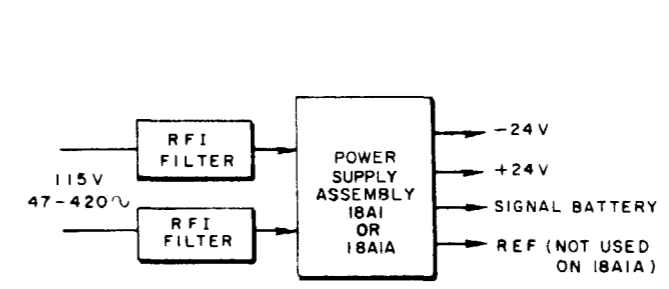 RFI
FILTER
115V
47-420∿
RFI
FILTER
POWER
SUPPLY
ASSEMBLY
18A1
OR
18A1A
-24V
+24V
SIGNAL BATTERY
REF (NOT USED
ON 18A1A)